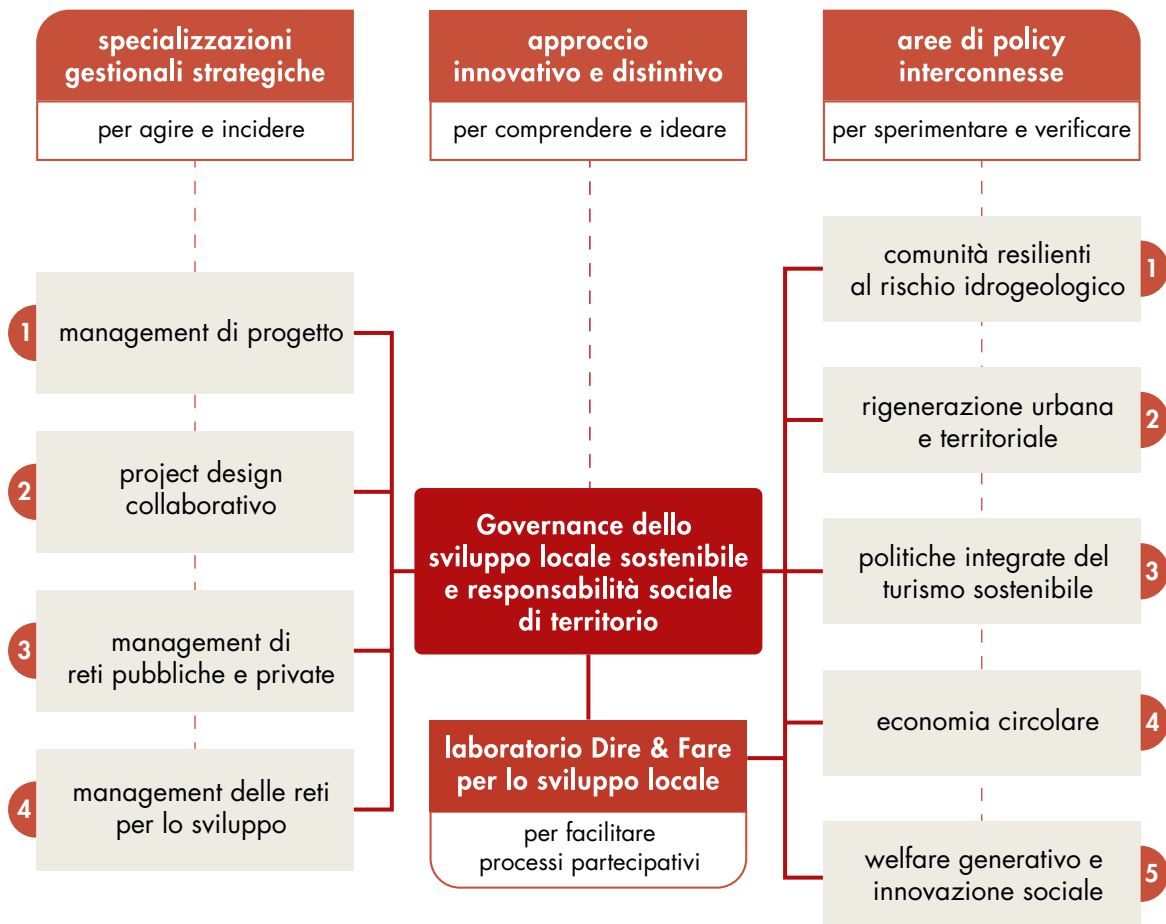 specializzazioni
gestionali strategiche
per agire e incidere
1
management di progetto
2
project design
collaborativo
3
management di
reti pubbliche e private
4
management delle reti
per lo sviluppo
approccio
innovativo e distintivo
per comprendere e ideare
Governance dello
sviluppo locale sostenibile
e responsabilità sociale
di territorio
laboratorio Dire & Fare
per lo sviluppo locale
per facilitare
processi partecipativi
aree di policy
interconnesse
per sperimentare e verificare
comunità resilienti
al rischio idrogeologico
1
rigenerazione urbana
e territoriale
2
politiche integrate del
turismo sostenibile
3
economia circolare
4
welfare generativo e
innovazione sociale
5